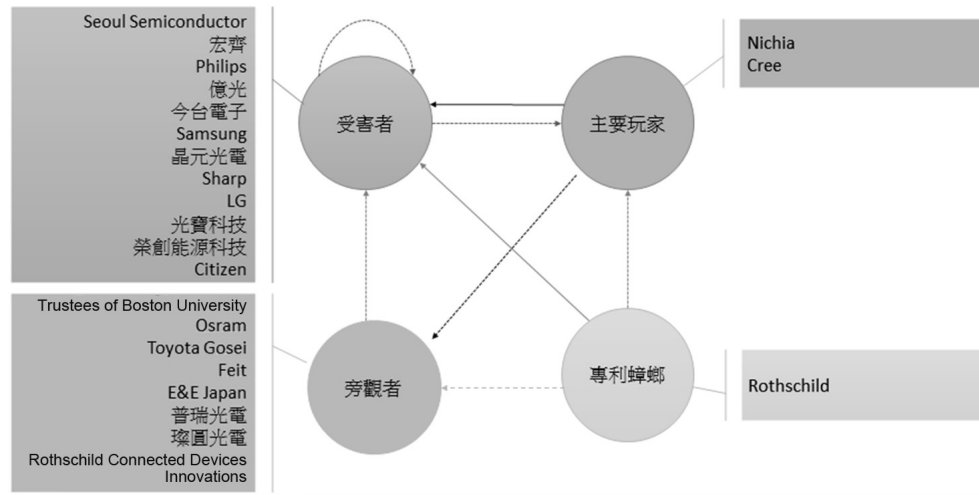 Seoul Semiconductor
宏齊
Philips
億光
今台電子
Samsung
晶元光電
Sharp
LG
光寶科技
榮創能源科技
Citizen
受害者
主要玩家
Nichia
Cree
Trustees of Boston University
Osram
Toyota Gosei
Feit
E&E Japan
普瑞光電
璨圓光電
Rothschild Connected Devices
Innovations
旁觀者
專利蟑螂
Rothschild